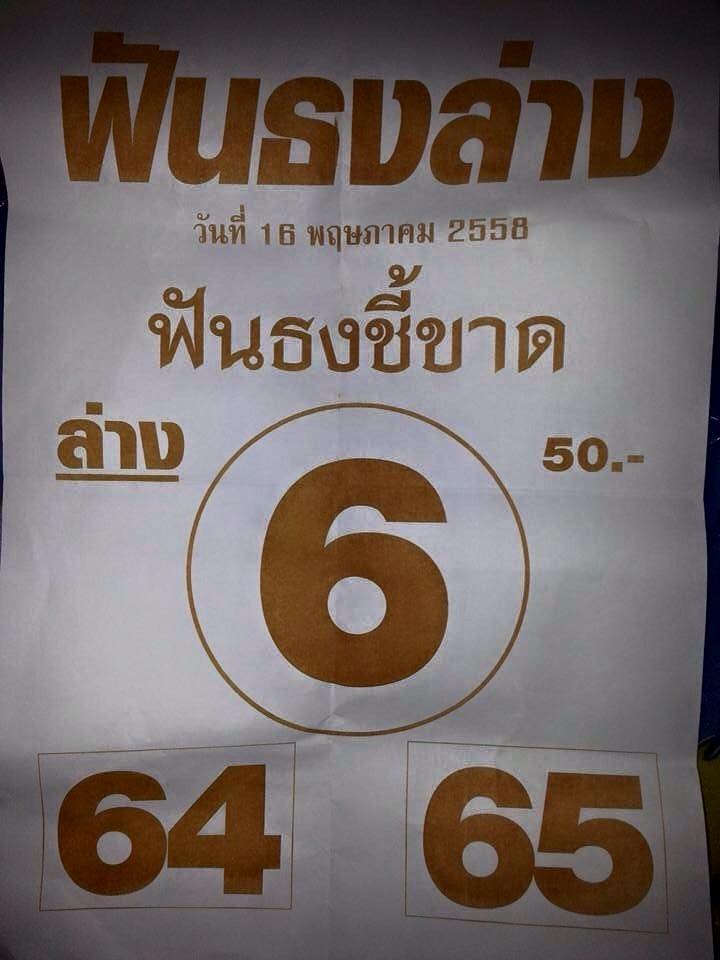 ฟันธงล่าง
วันที่ 16 พฤษภาคม 2558
ฟันธงชี้ขาด
ล่าง
50.-
6
64
65